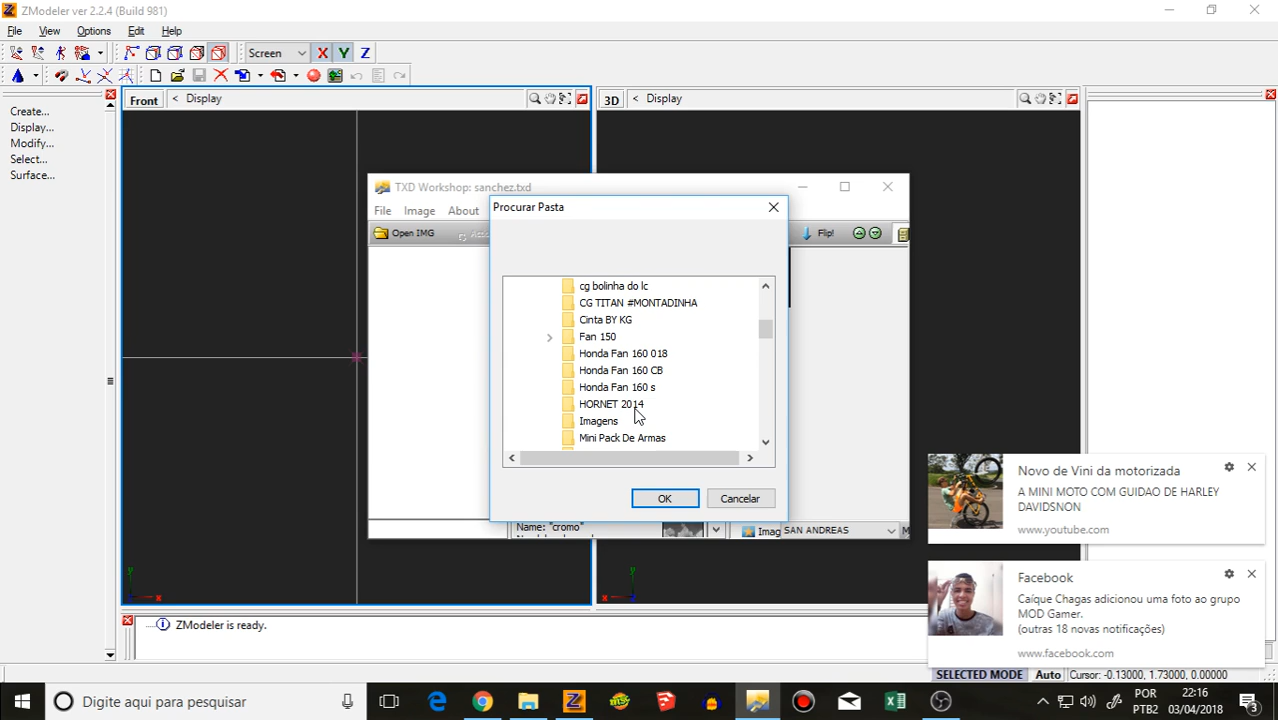 ZModeler ver 2.2.4 (Build 981)
File View Options Edit Help
Screen X Y Z
Create...
Display...
Modify...
Select...
Surface...
Front < Display
3D < Display
TXD Workshop: sanchez.txd
File Image About
Open IMG Flip!
Procurar Pasta
cg bolinha do lc
CG TITAN #MONTADINHA
Cinta BY KG
Fan 150
Honda Fan 160 018
Honda Fan 160 CB
Honda Fan 160 s
HORNET 2014
Imagens
Mini Pack De Armas
OK Cancelar
Name: "cromo"
Imag SAN ANDREAS
Novo de Vini da motorizada
A MINI MOTO COM GUIDAO DE HARLEY
DAVIDSNON
www.youtube.com
Facebook
Caíque Chagas adicionou uma foto ao grupo
MOD Gamer.
(outras 18 novas notificações)
www.facebook.com
ZModeler is ready.
SELECTED MODE Auto Cursor: -0.13000, 1.73000, 0.00000
Digite aqui para pesquisar
POR
PTB2
22:16
03/04/2018
3